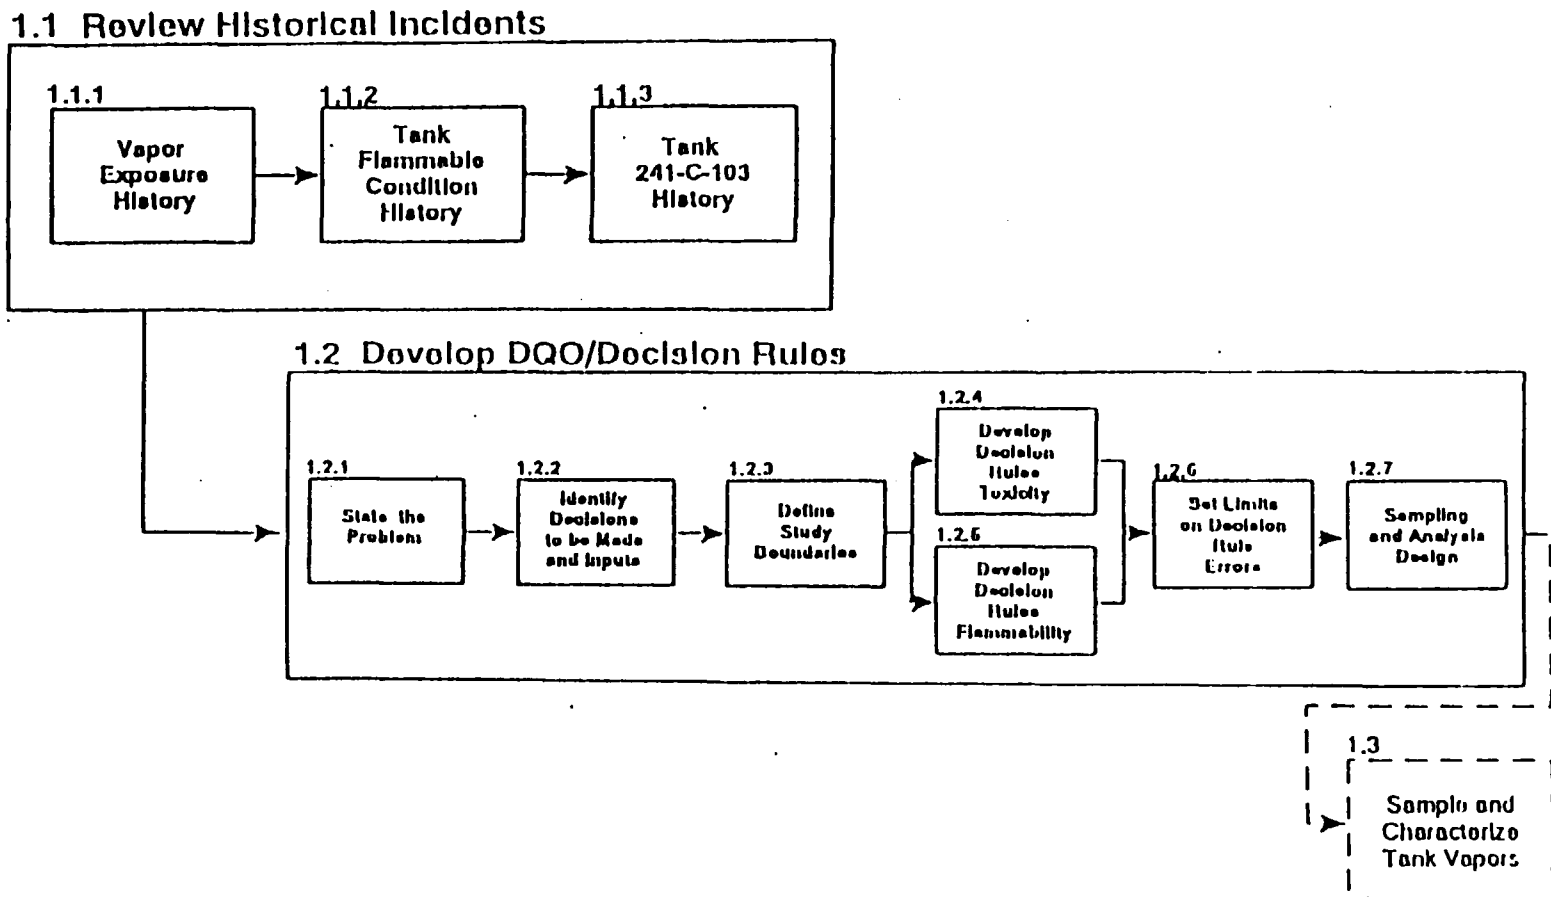 1.1 Review Historical Incidents
1.1.1
Vapor
Exposure
History
1.1.2
Tank
Flammable
Condition
History
1.1.3
Tank
241-C-103
History
1.2 Develop DQO/Decision Rules
1.2.1
State the
Problem
1.2.2
Identify
Decisions
to be Made
and Inputs
1.2.3
Define
Study
Boundaries
1.2.4
Develop
Decision
Rules
Toxicity
1.2.5
Develop
Decision
Rules
Flammability
1.2.6
Set Limits
on Decision
Rule
Errors
1.2.7
Sampling
and Analysis
Design
1.3
Sample and
Characterize
Tank Vapors